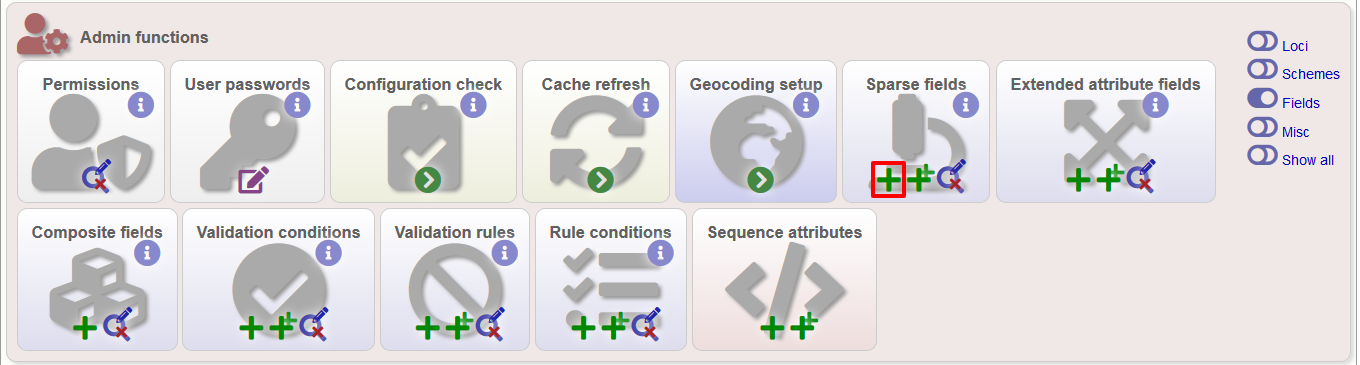 Admin functions
Loci
Schemes
Fields
Misc
Show all
Permissions
User passwords
Configuration check
Cache refresh
Geocoding setup
Sparse fields
Extended attribute fields
Composite fields
Validation conditions
Validation rules
Rule conditions
Sequence attributes